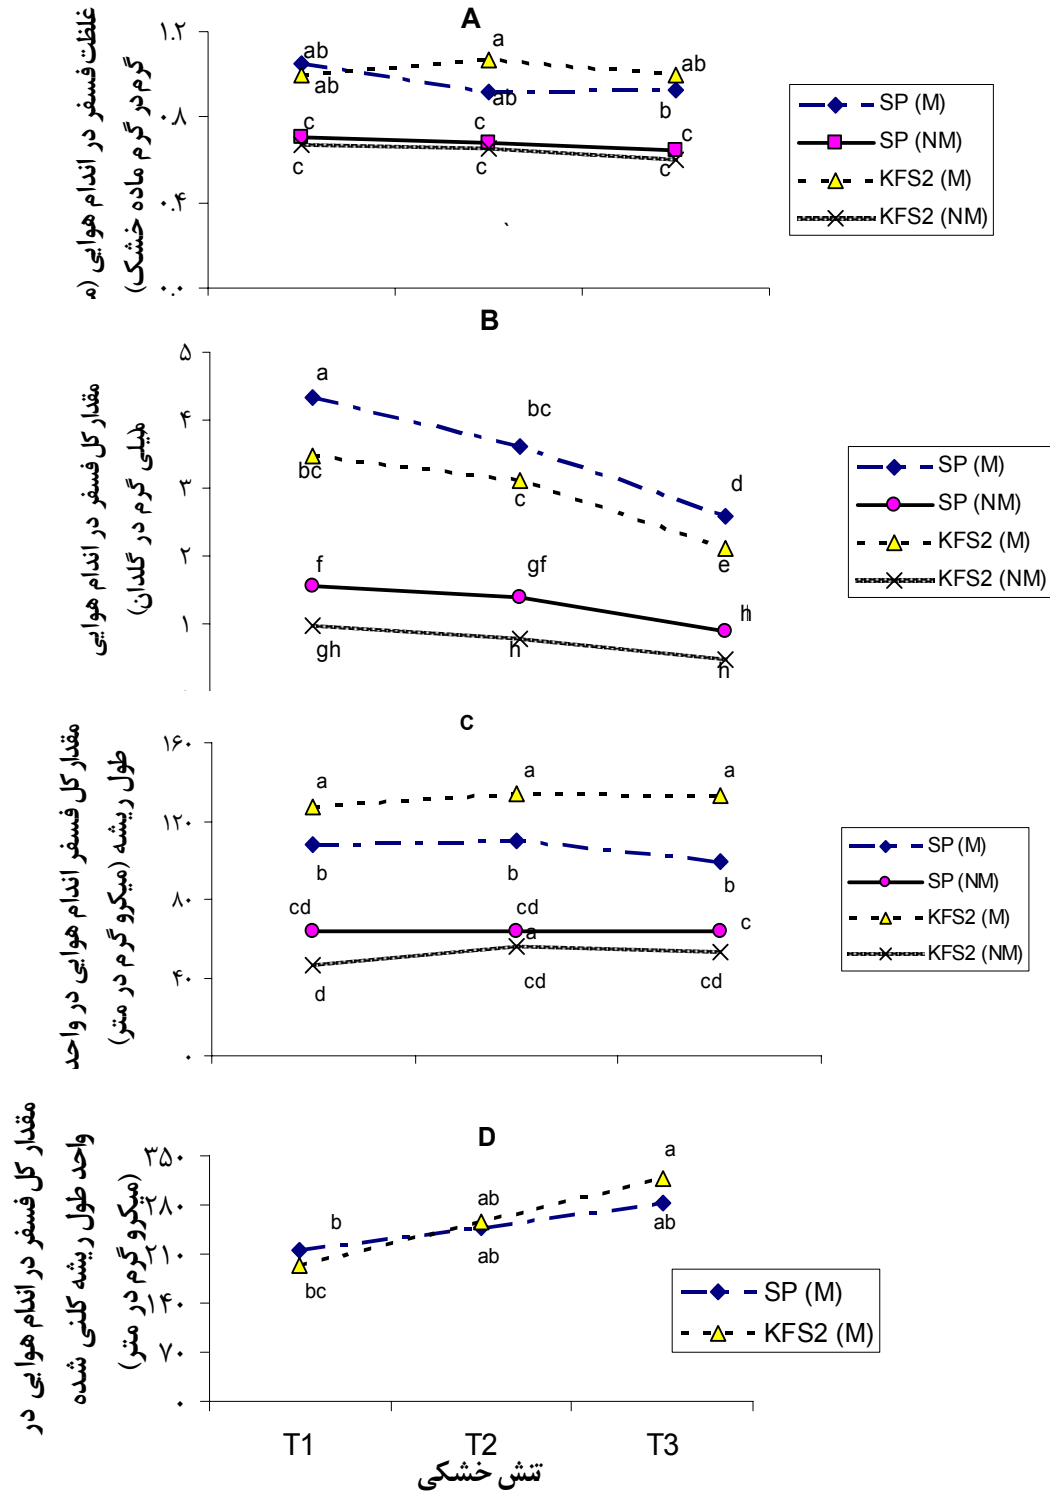 A
غلظت فسفر در اندام هوایی (م
گرم در گرم ماده خشک)
۱.۲
۰.۸
۰.۴
۰.۰
ab
a
ab
ab
ab
b
c
c
c
c
c
c
SP (M)
SP (NM)
KFS2 (M)
KFS2 (NM)
B
مقدار کل فسفر در اندام هوایی
(میلی گرم در گلدان)
۵
۴
۳
۲
۱
a
bc
d
bc
c
e
f
gf
h
gh
h
h
SP (M)
SP (NM)
KFS2 (M)
KFS2 (NM)
C
مقدار کل فسفر اندام هوایی در واحد
طول ریشه (میکرو گرم در متر)
۱۶۰
۱۲۰
۸۰
۴۰
۰
a
a
a
b
b
b
cd
cd
c
a
d
cd
cd
SP (M)
SP (NM)
KFS2 (M)
KFS2 (NM)
D
مقدار کل فسفر در اندام هوایی در
واحد طول ریشه کلنی شده
(میکرو گرم در متر)
۳۵۰
۲۸۰
۲۱۰
۱۴۰
۷۰
۰
b
ab
a
bc
ab
ab
SP (M)
KFS2 (M)
T1 T2 T3
تنش خشکی